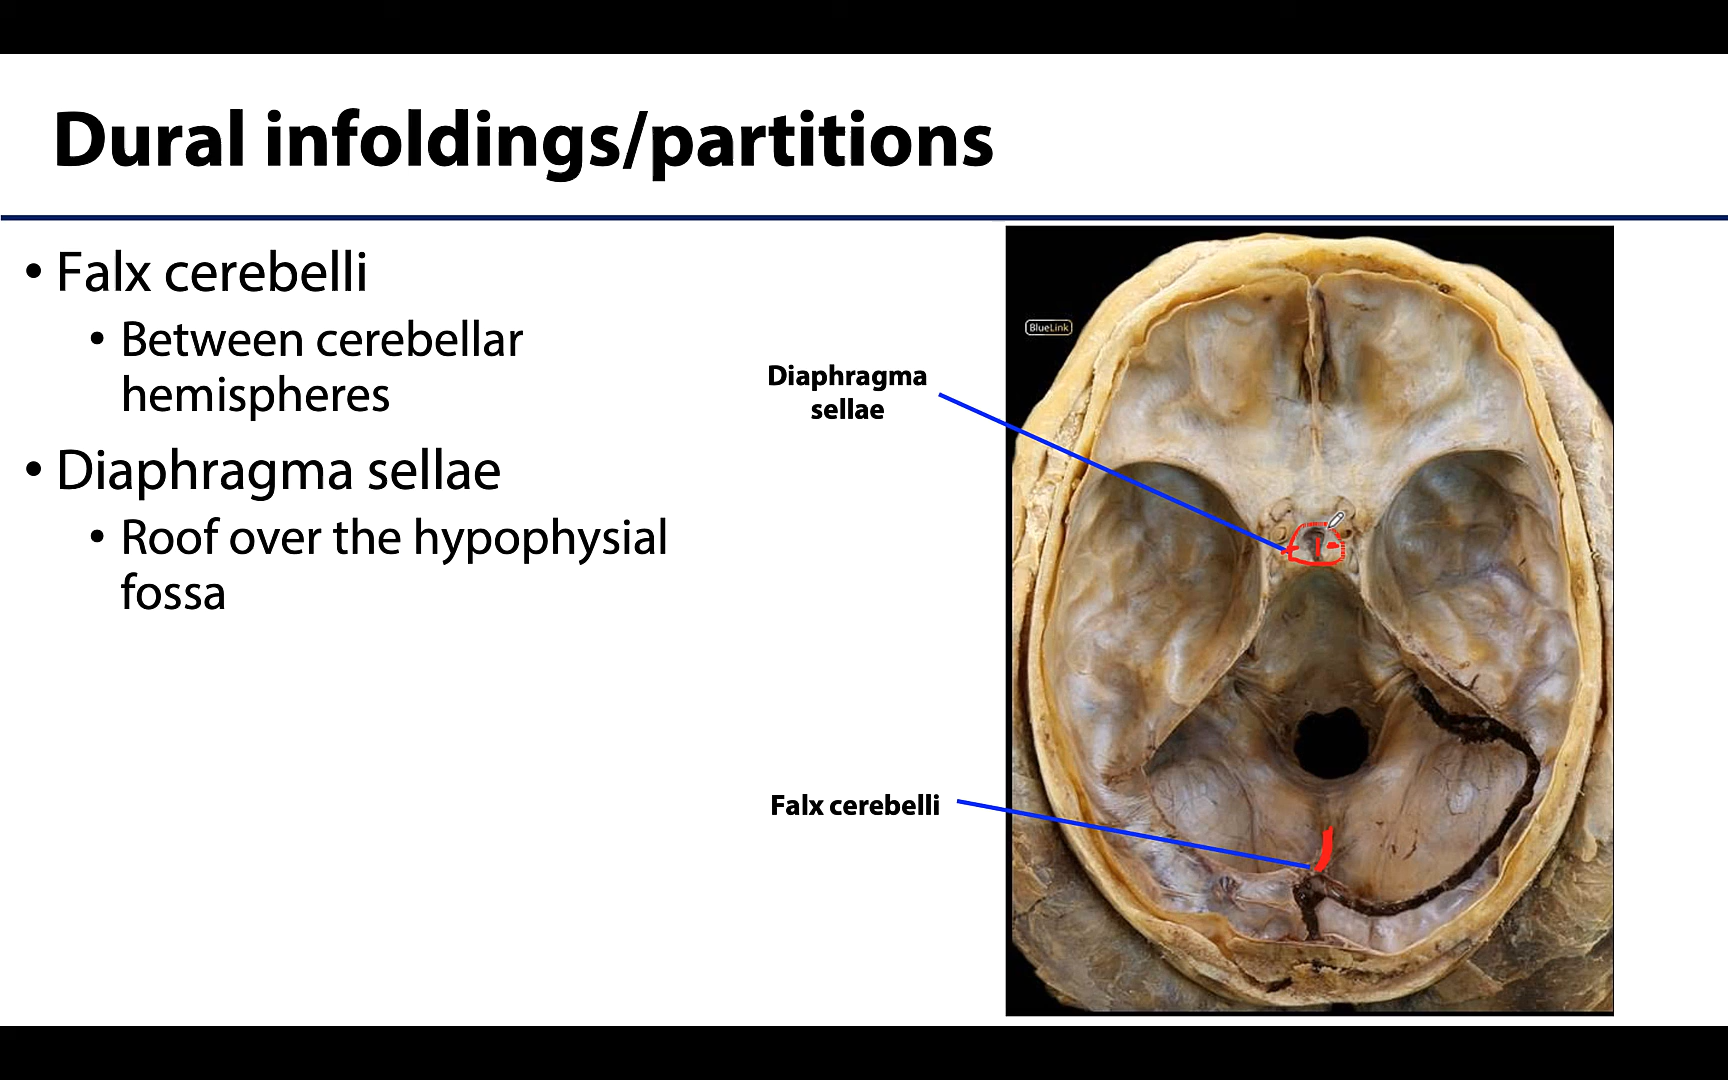 Dural infoldings/partitions
• Falx cerebelli
• Between cerebellar
hemispheres
• Diaphragma sellae
• Roof over the hypophysial
fossa
Diaphragma
sellae
Falx cerebelli
BlueLink